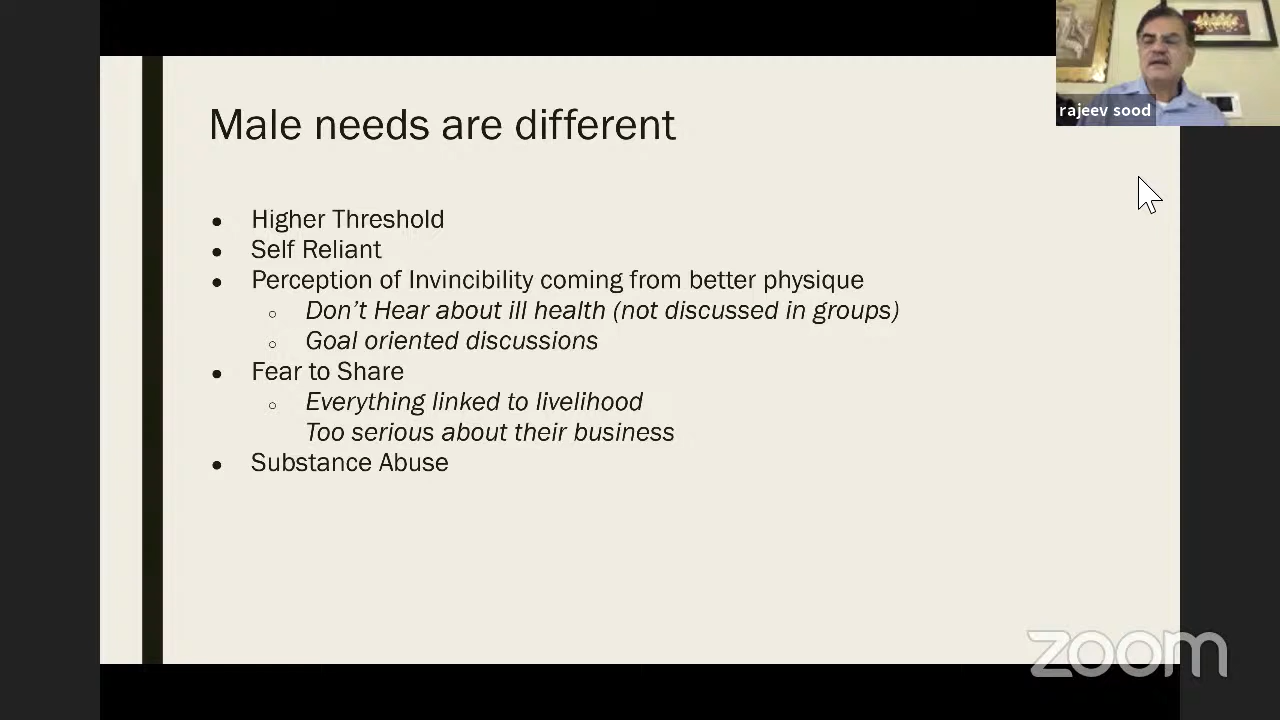 rajeev sood
Male needs are different
● Higher Threshold
● Self Reliant
● Perception of Invincibility coming from better physique
○ Don’t Hear about ill health (not discussed in groups)
○ Goal oriented discussions
● Fear to Share
○ Everything linked to livelihood
Too serious about their business
● Substance Abuse
zoom